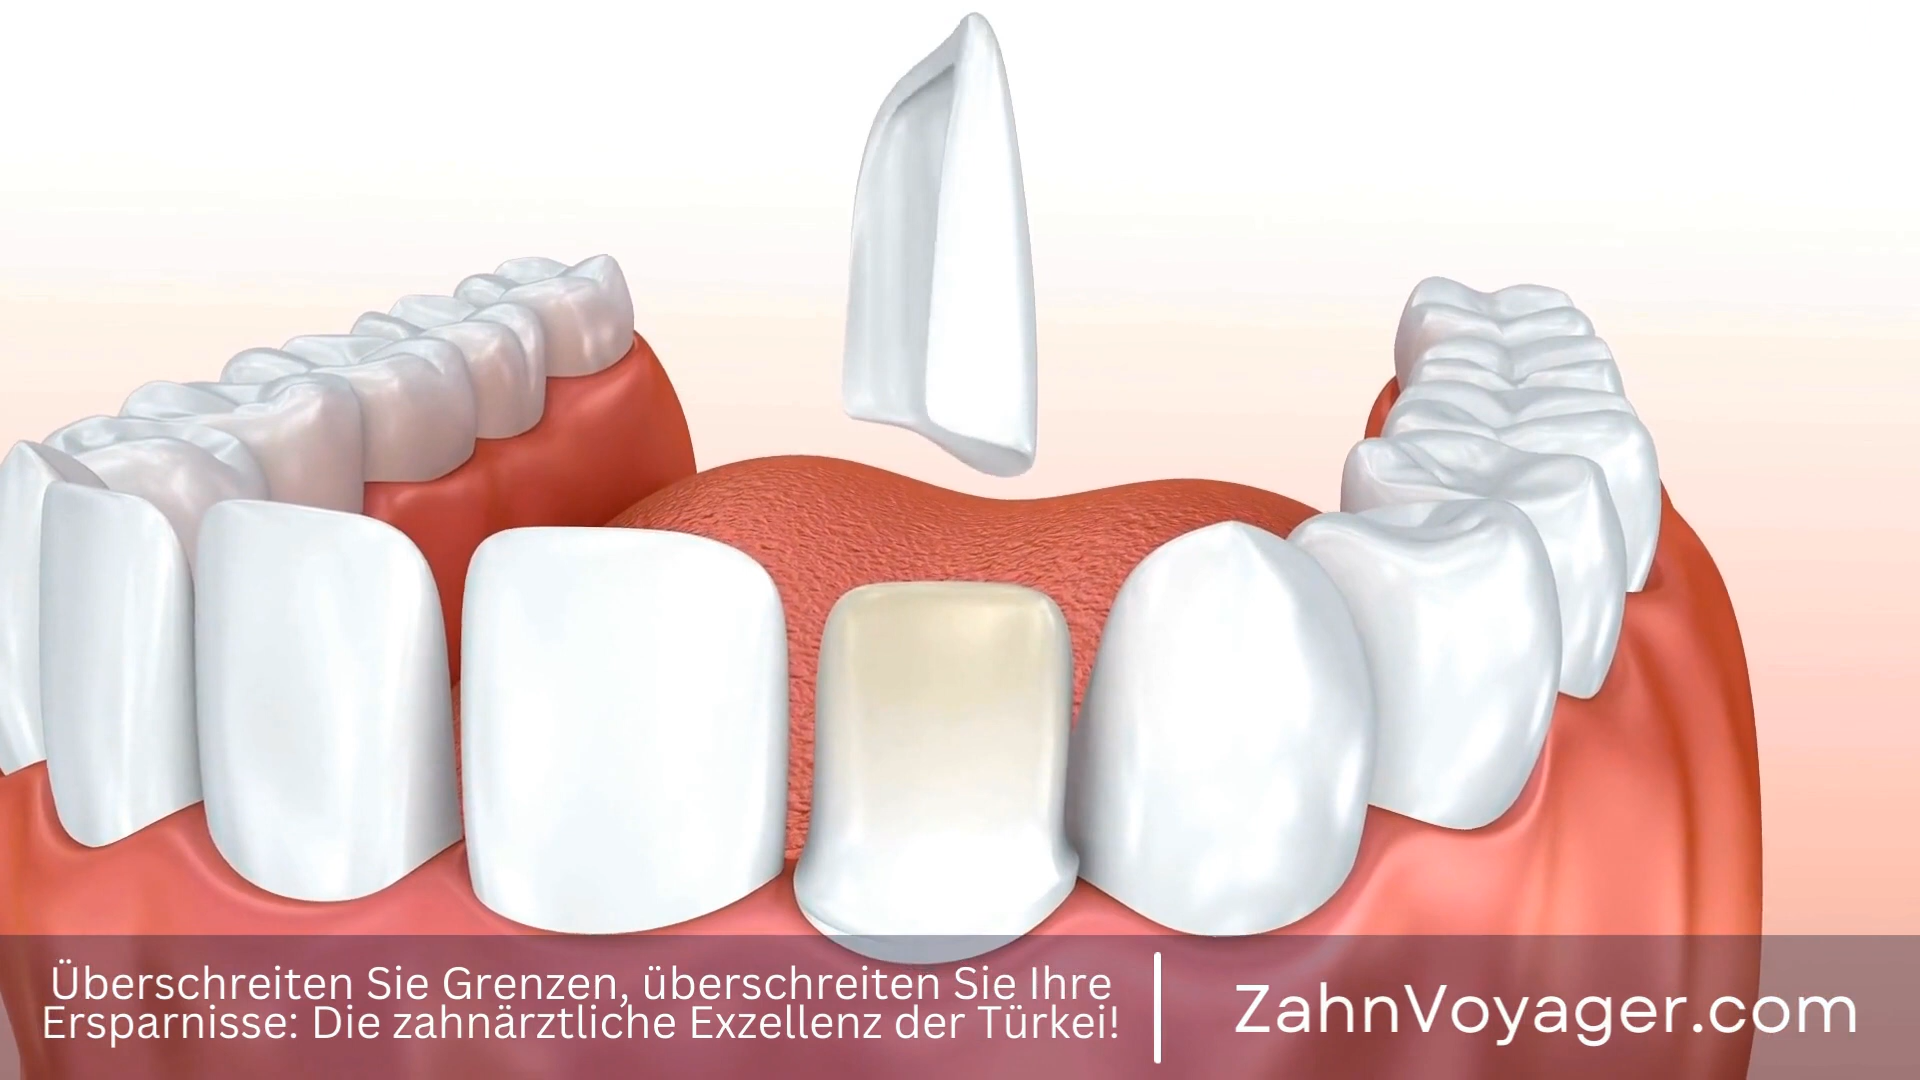 Überschreiten Sie Grenzen, überschreiten Sie Ihre
Ersparnisse: Die zahnärztliche Exzellenz der Türkei!
ZahnVoyager.com